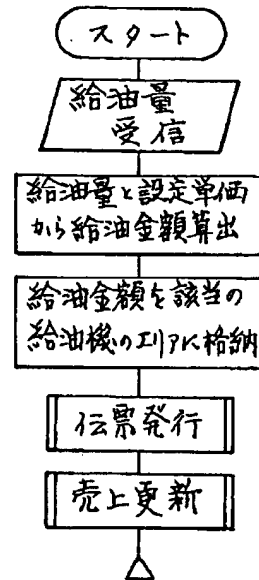 スタート
給油量
受信
給油量と設定単価
から給油金額算出
給油金額を該当の
給油機のエリアに格納
伝票発行
売上更新